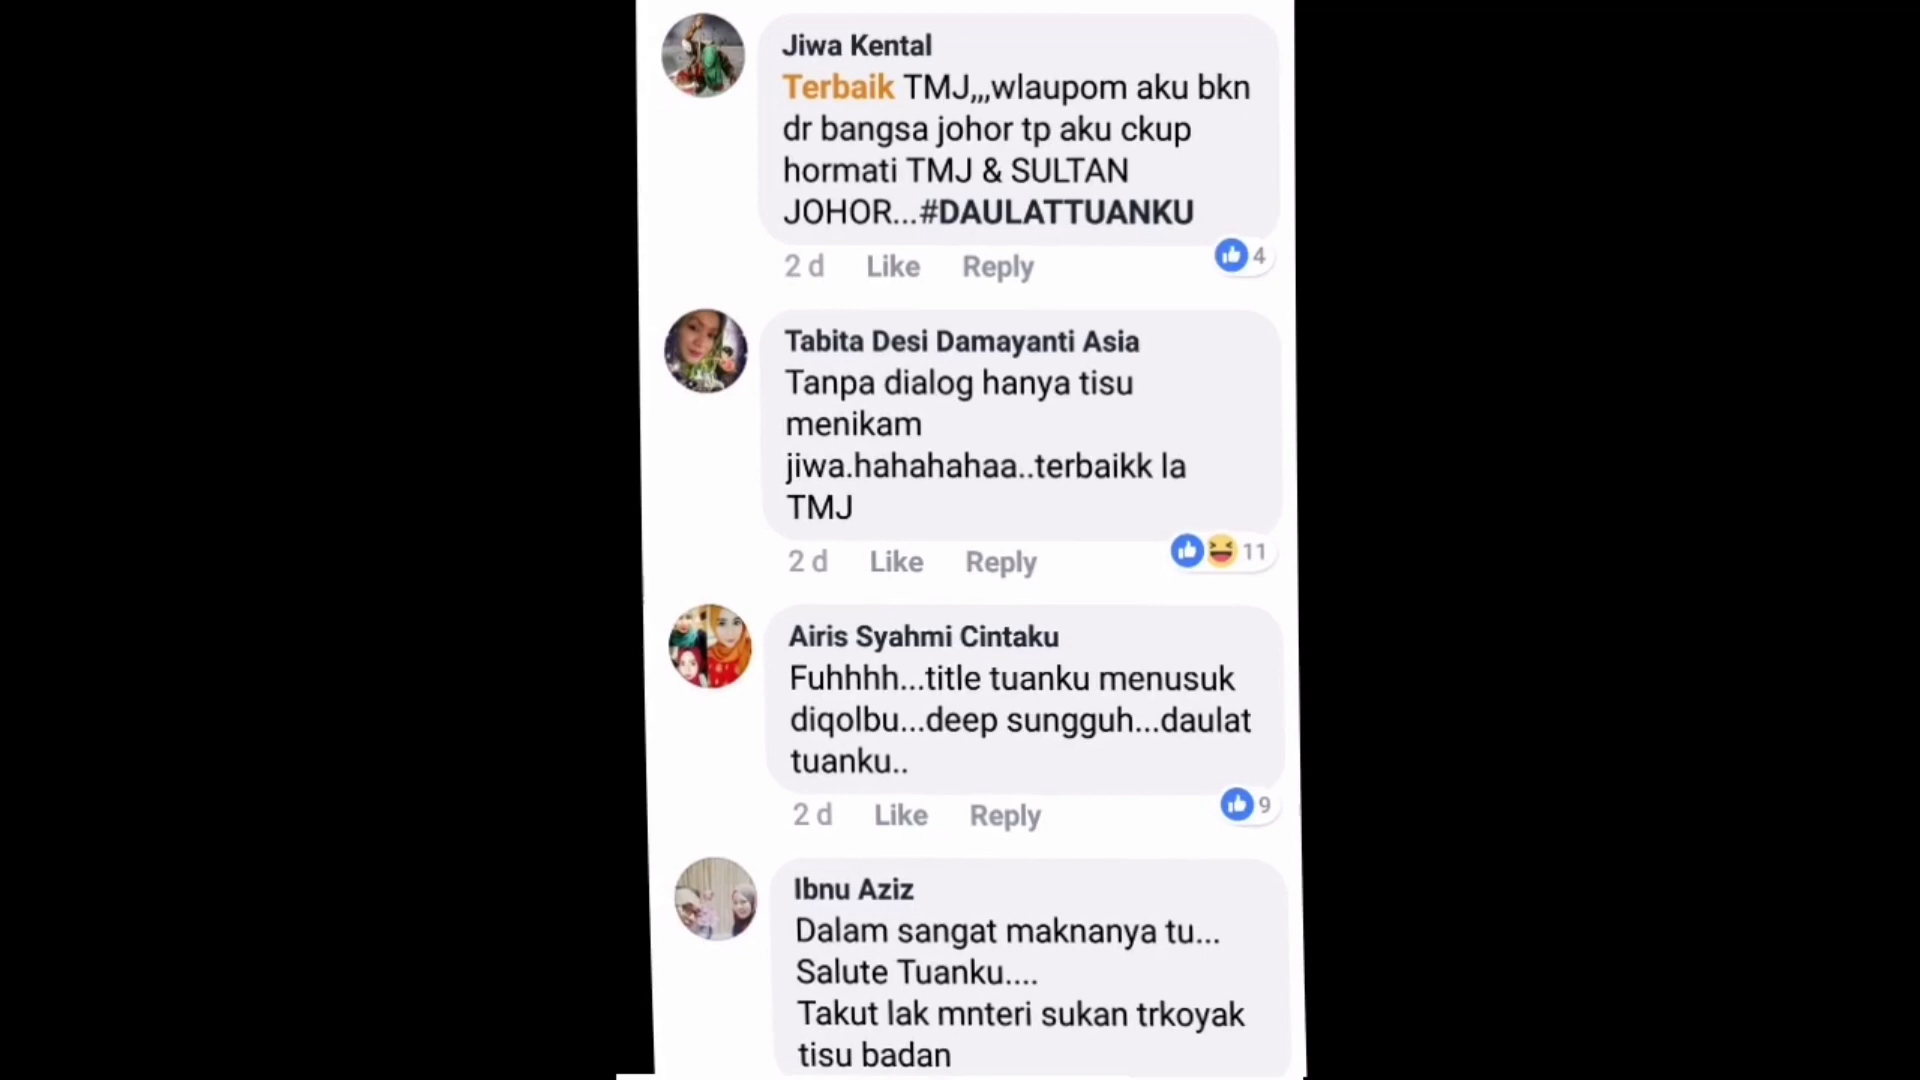 Jiwa Kental
Terbaik TMJ,,,wlaupom aku bkn
dr bangsa johor tp aku ckup
hormati TMJ & SULTAN
JOHOR...#DAULATTUANKU
2 d Like Reply 4
Tabita Desi Damayanti Asia
Tanpa dialog hanya tisu
menikam
jiwa.hahahahaa..terbaikk la
TMJ
2 d Like Reply 11
Airis Syahmi Cintaku
Fuhhhh...title tuanku menusuk
diqolbu...deep sungguh...daulat
tuanku..
2 d Like Reply 9
Ibnu Aziz
Dalam sangat maknanya tu...
Salute Tuanku....
Takut lak mnteri sukan trkoyak
tisu badan